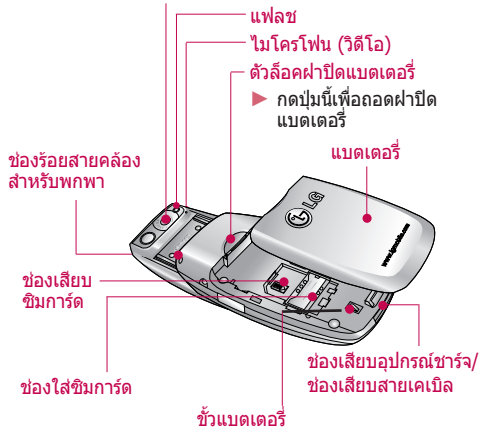 แฟลช
ไมโครโฟน (วิดีโอ)
ตัวล็อคฝาปิดแบตเตอรี่
▶ กดปุ่มนี้เพื่อถอดฝาปิด
แบตเตอรี่
แบตเตอรี่
ช่องร้อยสายคล้อง
สำหรับพกพา
LG
www.lgmobile.com
ช่องเสียบ
ซิมการ์ด
ช่องใส่ซิมการ์ด
ช่องเสียบอุปกรณ์ชาร์จ/
ช่องเสียบสายเคเบิล
ขั้วแบตเตอรี่